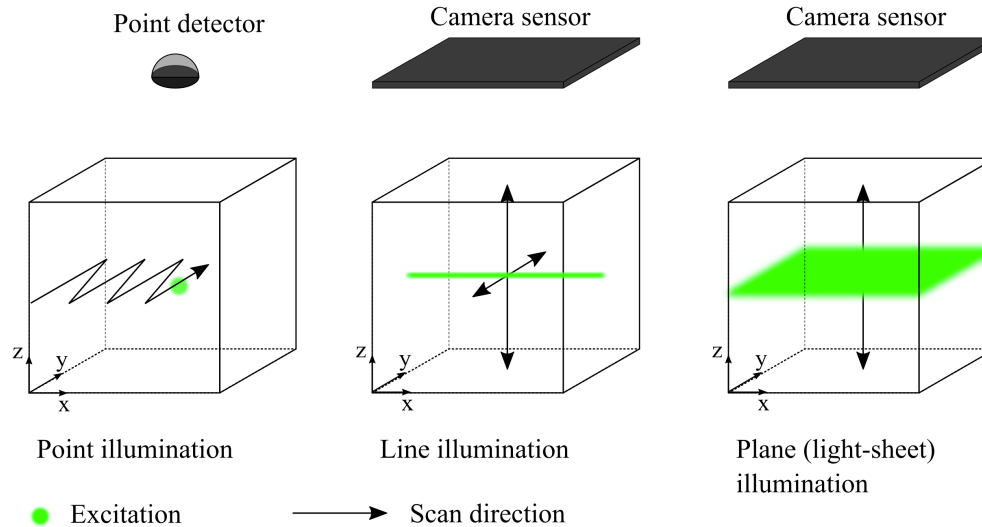 Point detector
Camera sensor
Camera sensor
z
y
x
z
y
x
z
y
x
Point illumination
Line illumination
Plane (light-sheet)
illumination
Excitation
Scan direction